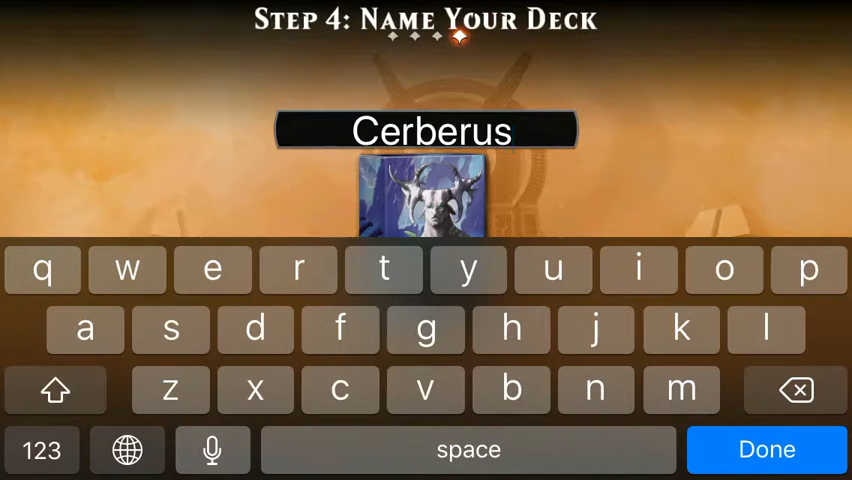 Step 4: Name Your Deck
Cerberus
q w e r t y u i o p
a s d f g h j k l
z x c v b n m
123 space Done